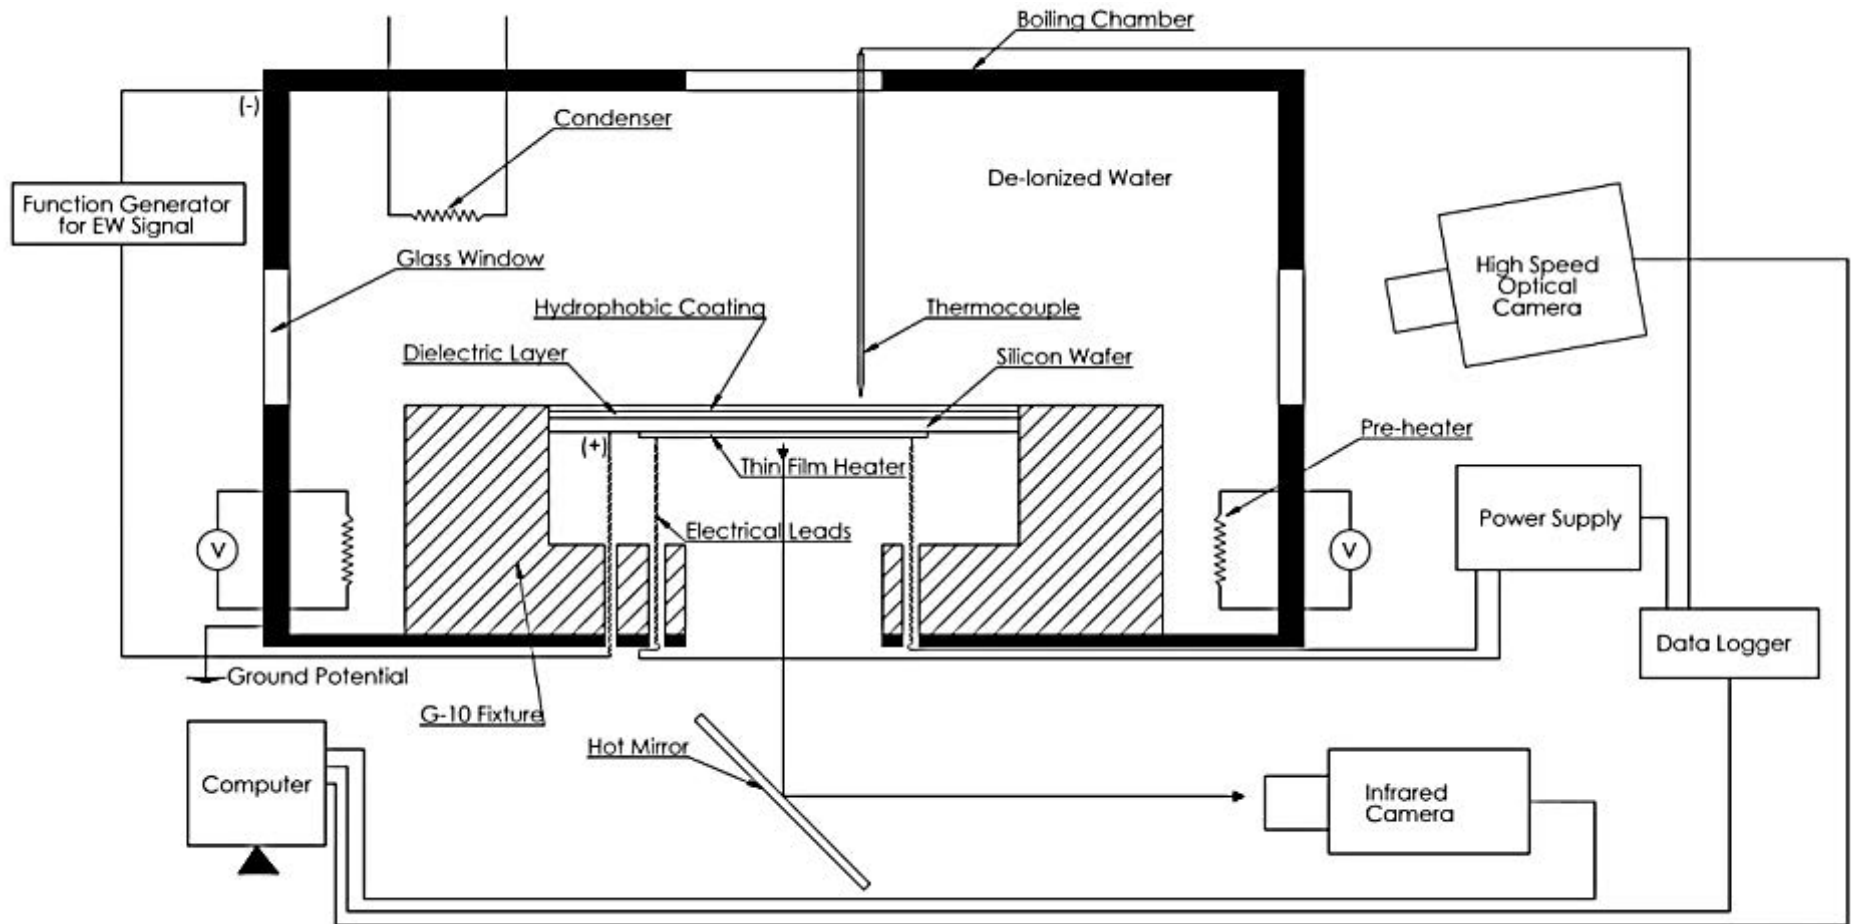 Boiling Chamber
(-)
Condenser
De-Ionized Water
Function Generator
for EW Signal
Glass Window
High Speed
Optical
Camera
Hydrophobic Coating
Thermocouple
Dielectric Layer
Silicon Wafer
Pre-heater
(+)
Thin Film Heater
Power Supply
Electrical Leads
V
V
Data Logger
Ground Potential
G-10 Fixture
Hot Mirror
Computer
Infrared
Camera